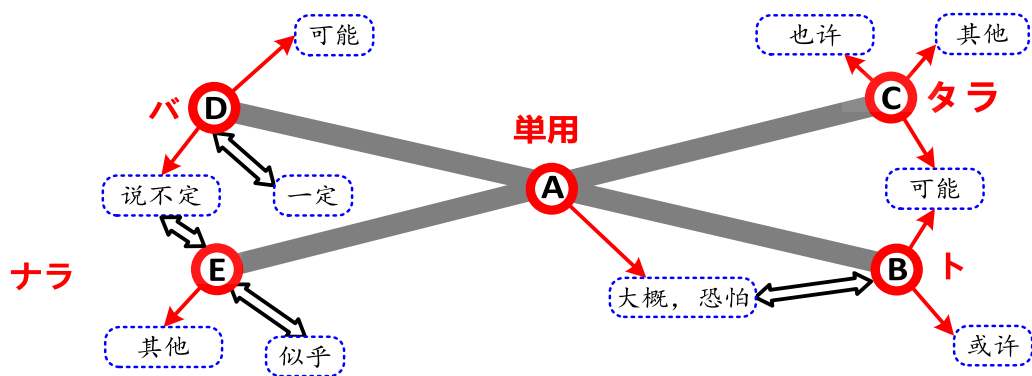 可能
也许
其他
バ
D
C
タラ
単用
A
说不定
一定
可能
ナラ
E
B
ト
大概，恐怕
其他
似乎
或许